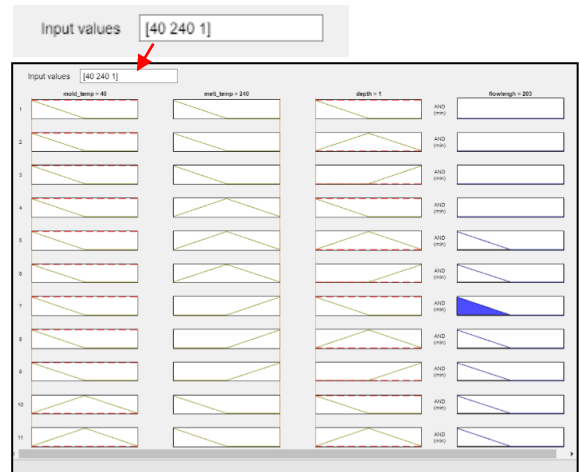 Input values [40 240 1]
Input values [40 240 1]
mold_temp = 40 melt_temp = 240 depth = 1 flowlengh = 203
1 AND
(min)
2 AND
(min)
3 AND
(min)
4 AND
(min)
5 AND
(min)
6 AND
(min)
7 AND
(min)
8 AND
(min)
9 AND
(min)
10 AND
(min)
11 AND
(min)